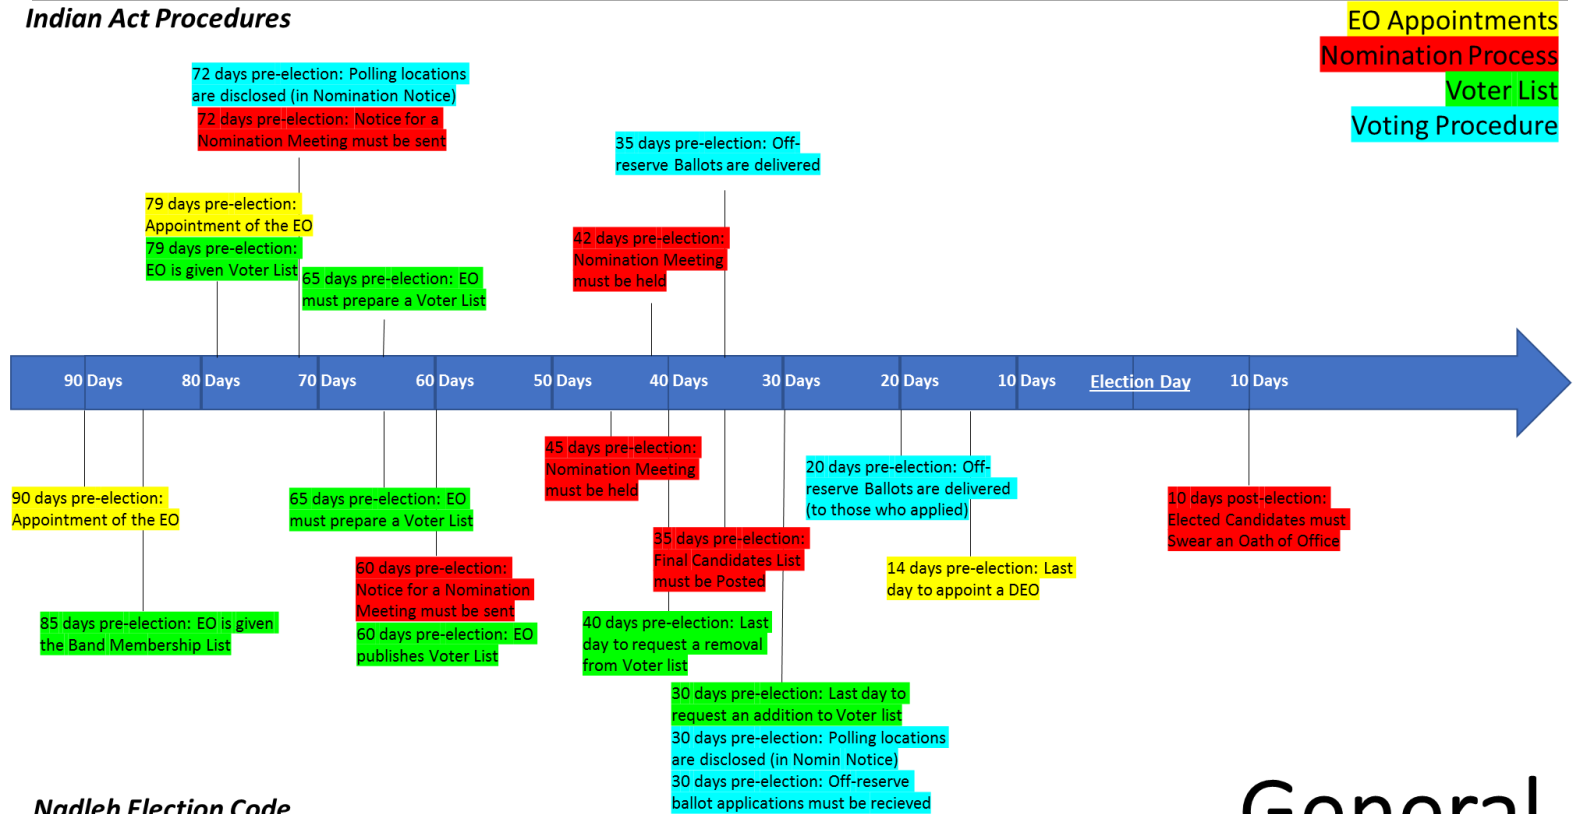 Indian Act Procedures
EO Appointments
Nomination Process
Voter List
Voting Procedure
72 days pre-election: Polling locations
are disclosed (in Nomination Notice)
72 days pre-election: Notice for a
Nomination Meeting must be sent
35 days pre-election: Off-
reserve Ballots are delivered
79 days pre-election:
Appointment of the EO
79 days pre-election:
EO is given Voter List
42 days pre-election:
Nomination Meeting
must be held
65 days pre-election: EO
must prepare a Voter List
90 Days 80 Days 70 Days 60 Days 50 Days 40 Days 30 Days 20 Days 10 Days Election Day 10 Days
90 days pre-election:
Appointment of the EO
85 days pre-election: EO is given
the Band Membership List
65 days pre-election: EO
must prepare a Voter List
60 days pre-election:
Notice for a Nomination
Meeting must be sent
60 days pre-election: EO
publishes Voter List
45 days pre-election:
Nomination Meeting
must be held
35 days pre-election:
Final Candidates List
must be Posted
40 days pre-election: Last
day to request a removal
from Voter list
30 days pre-election: Last day to
request an addition to Voter list
30 days pre-election: Polling locations
are disclosed (in Nomin Notice)
30 days pre-election: Off-reserve
ballot applications must be recieved
20 days pre-election: Off-
reserve Ballots are delivered
(to those who applied)
14 days pre-election: Last
day to appoint a DEO
10 days post-election:
Elected Candidates must
Swear an Oath of Office
Nadleh Election Code
General